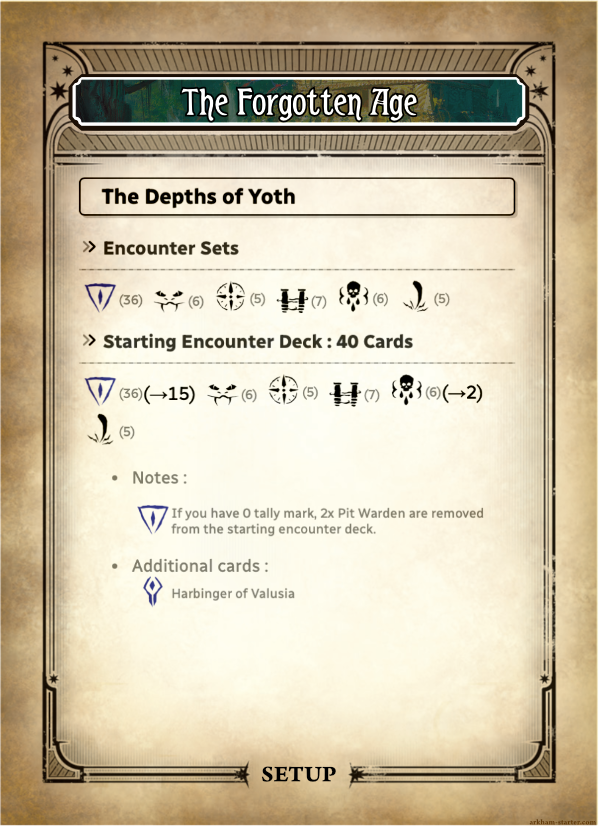 The Forgotten Age
The Depths of Yoth
» Encounter Sets
(36) (6) (5) (7) (6) (5)
» Starting Encounter Deck : 40 Cards
(36)(→15) (6) (5) (7) (6)(→2)
(5)
• Notes :
If you have 0 tally mark, 2x Pit Warden are removed
from the starting encounter deck.
• Additional cards :
Harbinger of Valusia
SETUP
arkham-starter.com